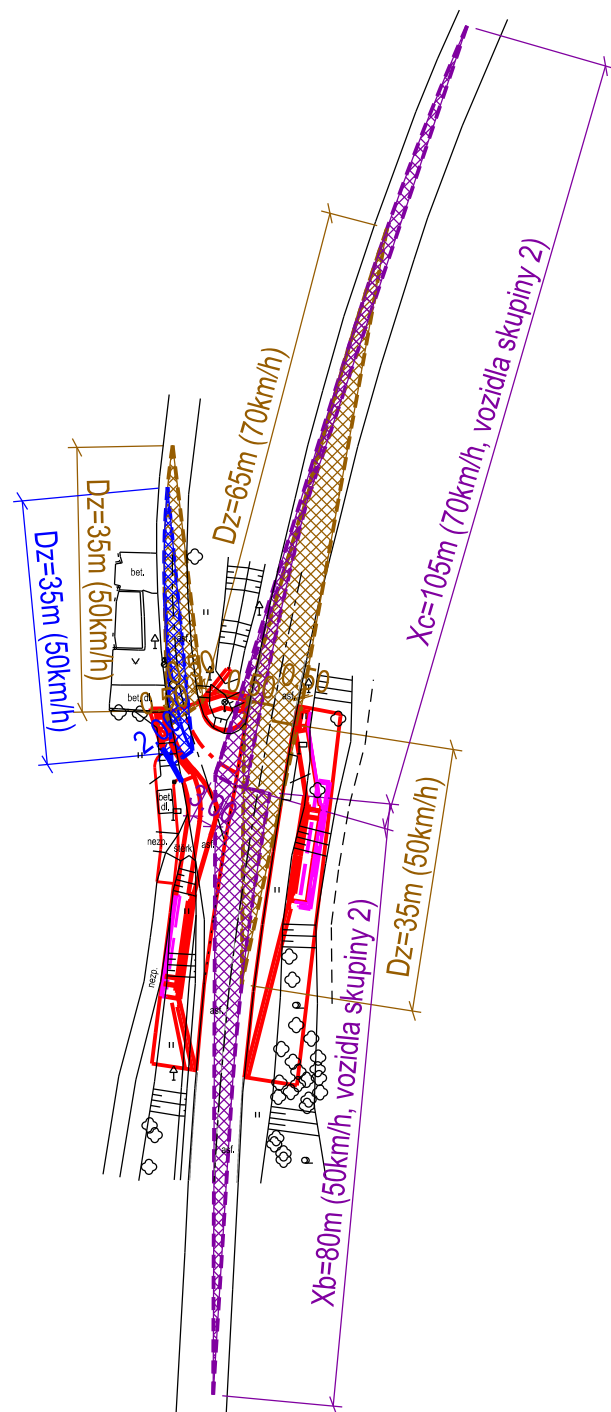 Xc=105m (70km/h, vozidla skupiny 2)
Dz=65m (70km/h)
Dz=35m (50km/h)
Dz=35m (50km/h)
bet.
bet. dl.
asf.
bet.
dl.
nezp.
štěrk
asf.
nezp.
asf.
asf.
Dz=35m (50km/h)
Xb=80m (50km/h, vozidla skupiny 2)